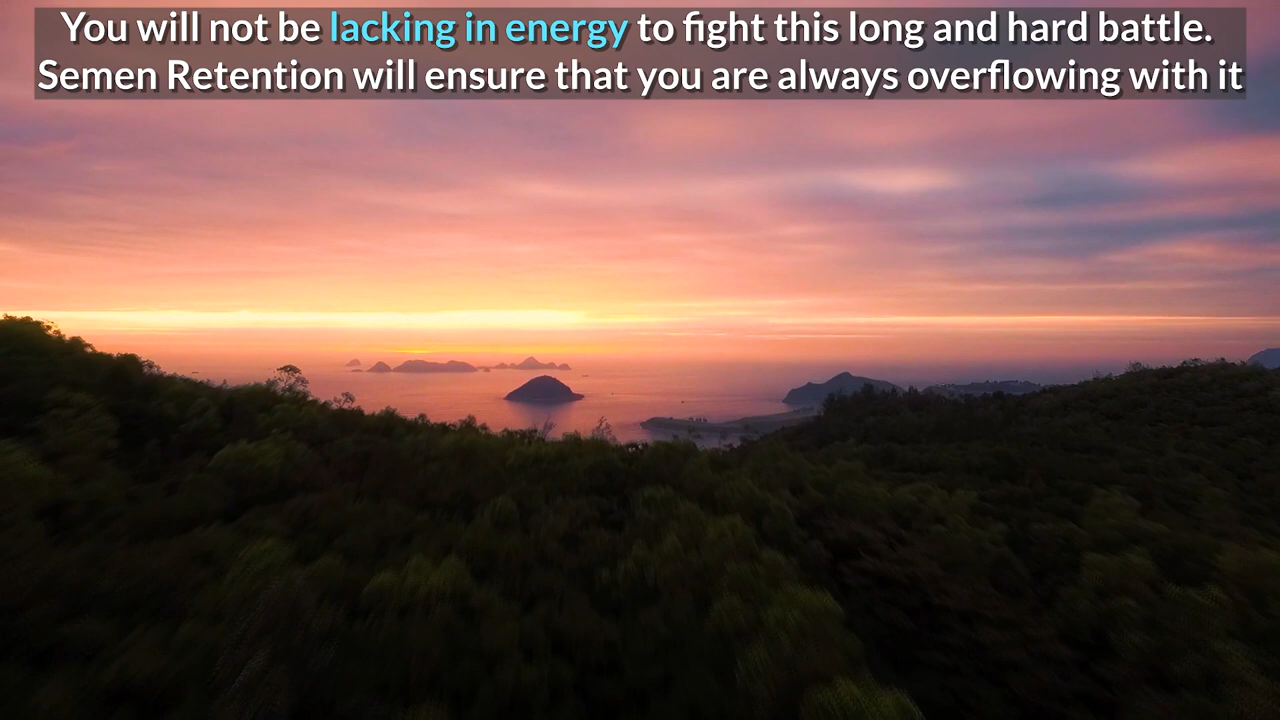 You will not be lacking in energy to fight this long and hard battle.
Semen Retention will ensure that you are always overflowing with it